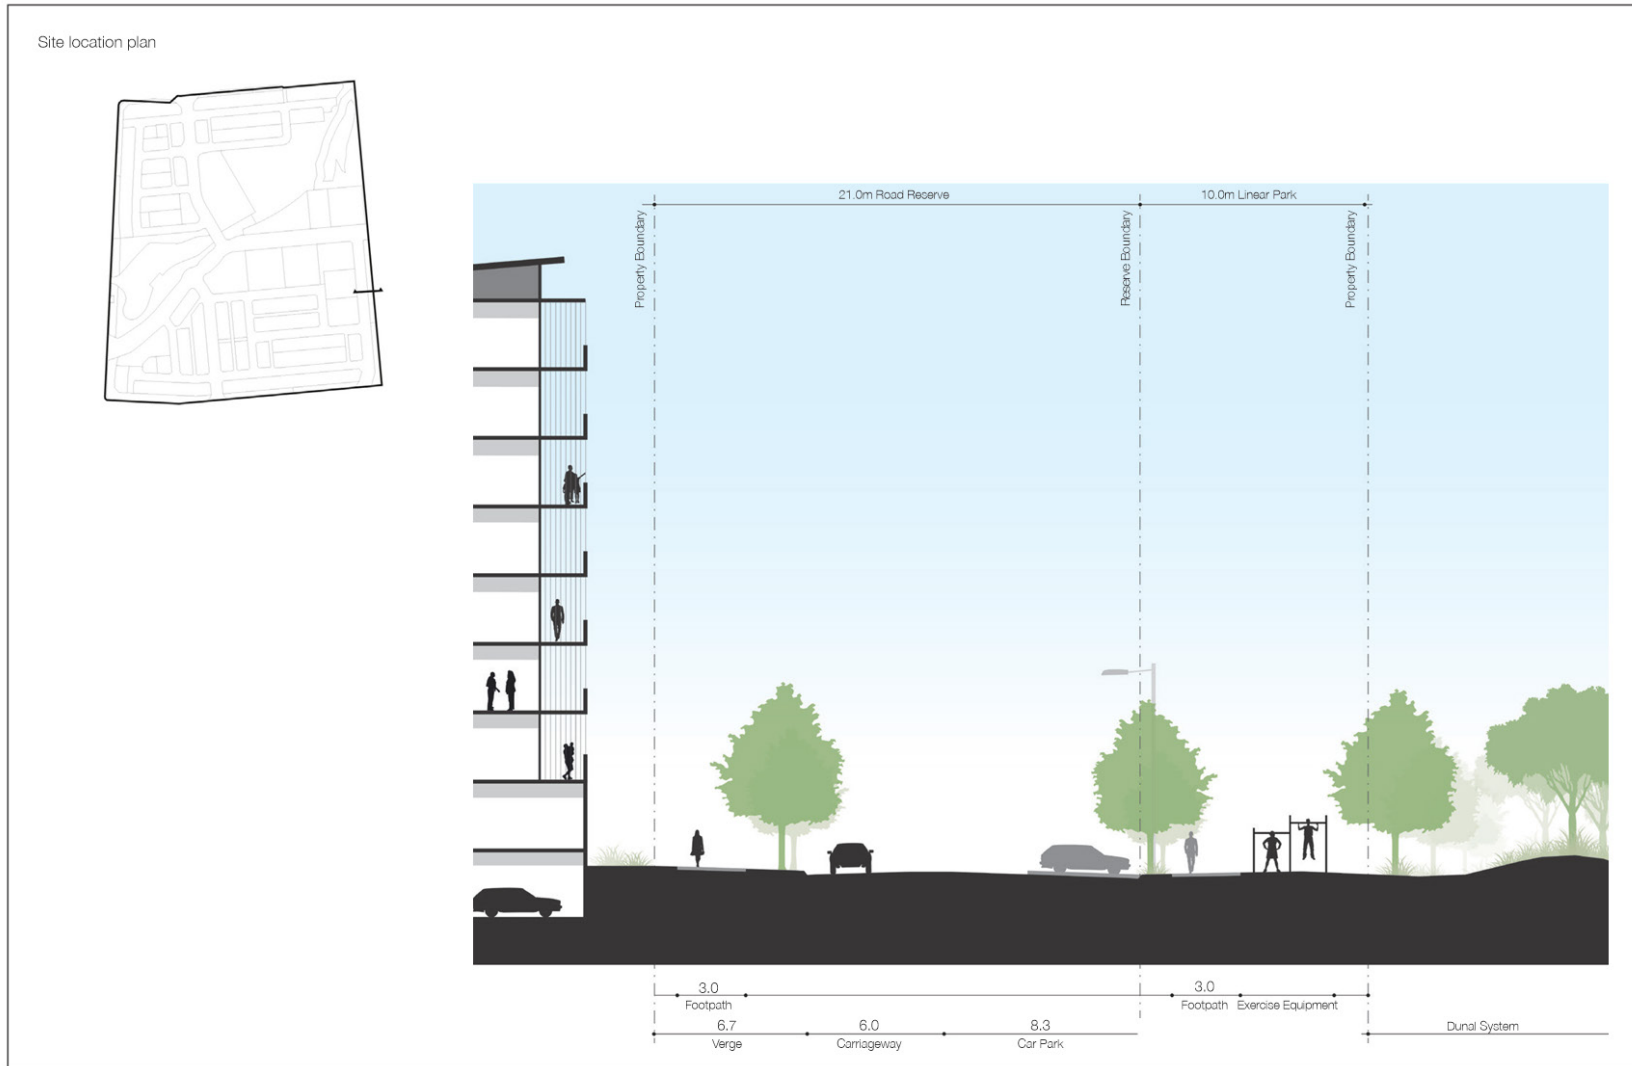 Site location plan
21.0m Road Reserve
10.0m Linear Park
Property Boundary
Reserve Boundary
Property Boundary
3.0
Footpath
3.0
Footpath
Exercise Equipment
6.7
Verge
6.0
Carriageway
8.3
Car Park
Dunal System